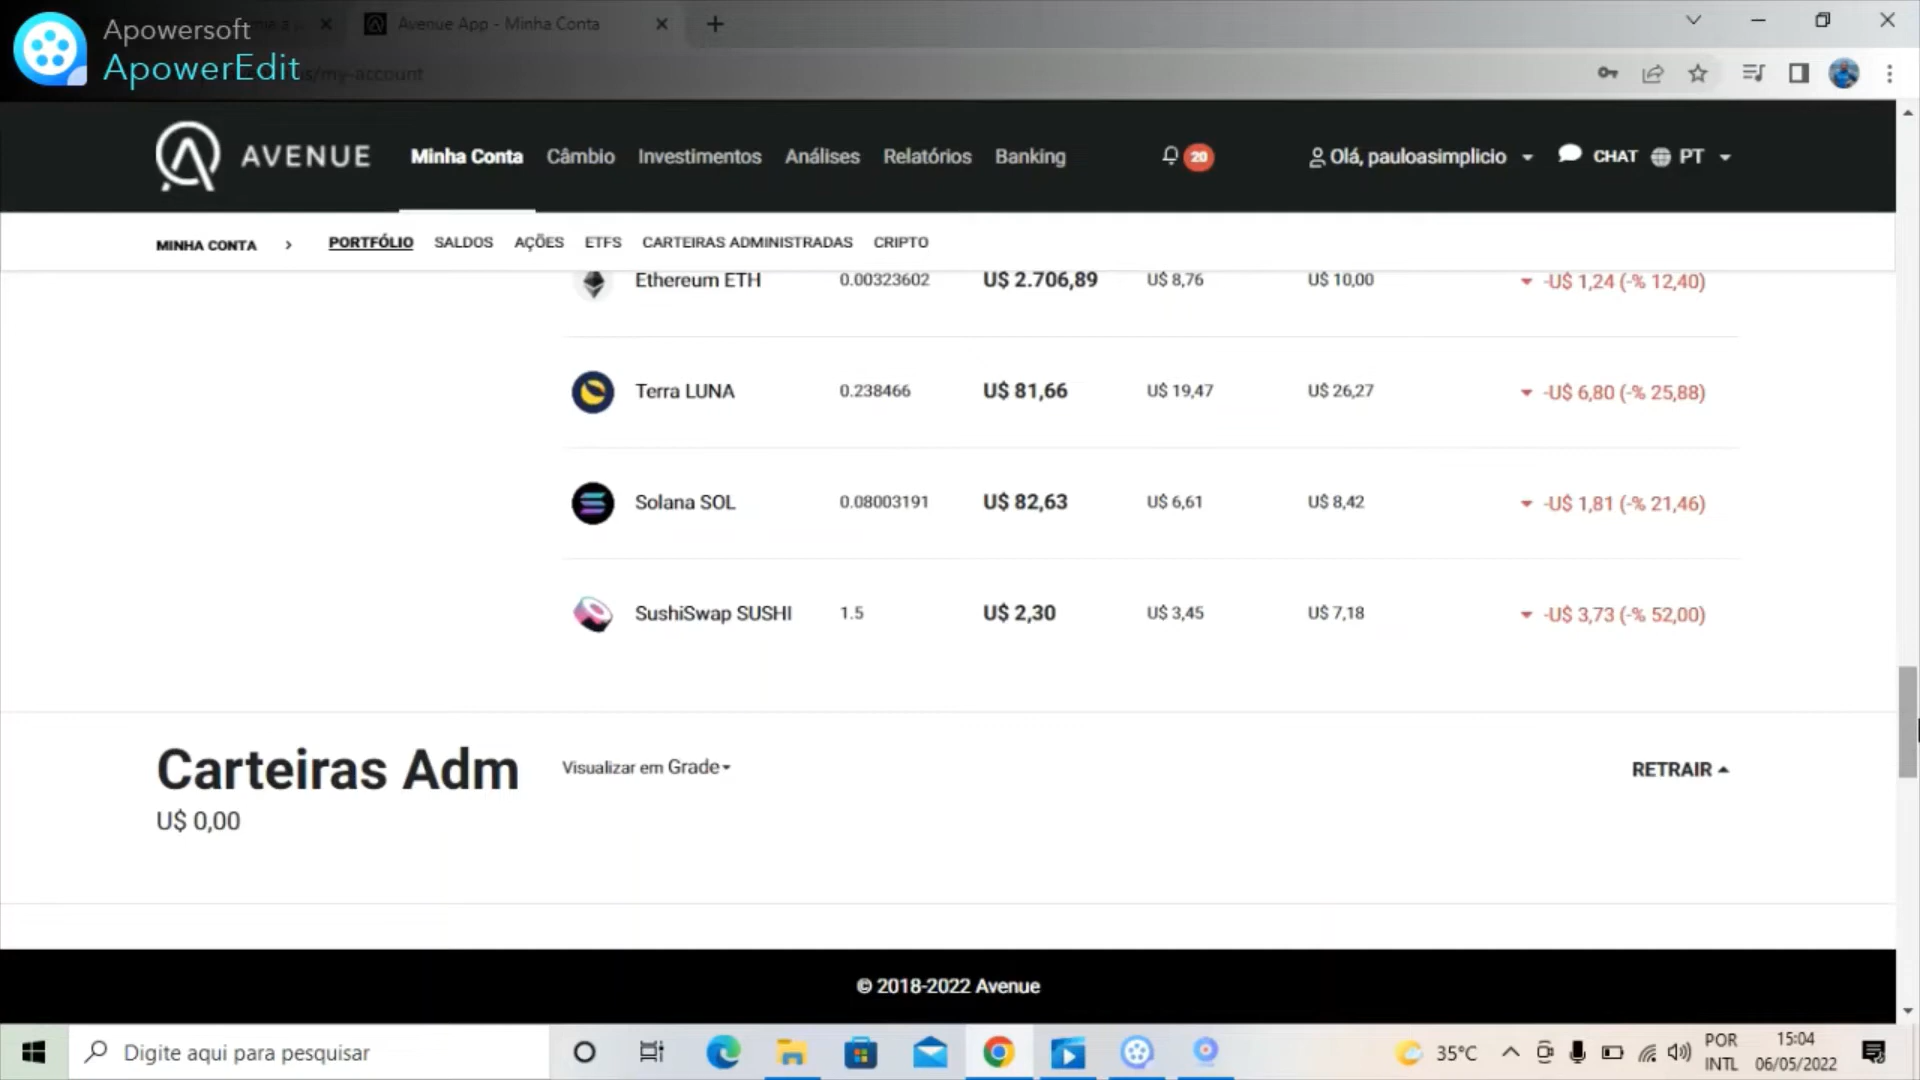 Apowersoft
ApowerEdit
Avenue App - Minha Conta
/my-account
AVENUE
Minha Conta Câmbio Investimentos Análises Relatórios Banking 20 Olá, pauloasimplicio CHAT PT
MINHA CONTA > PORTFÓLIO SALDOS AÇÕES ETFS CARTEIRAS ADMINISTRADAS CRIPTO
Ethereum ETH 0.00323602 U$ 2.706,89 U$ 8,76 U$ 10,00 -U$ 1,24 (-% 12,40)
Terra LUNA 0.238466 U$ 81,66 U$ 19,47 U$ 26,27 -U$ 6,80 (-% 25,88)
Solana SOL 0.08003191 U$ 82,63 U$ 6,61 U$ 8,42 -U$ 1,81 (-% 21,46)
SushiSwap SUSHI 1.5 U$ 2,30 U$ 3,45 U$ 7,18 -U$ 3,73 (-% 52,00)
Carteiras Adm Visualizar em Grade RETRAIR
U$ 0,00
© 2018-2022 Avenue
Digite aqui para pesquisar 35°C POR 15:04
INTL 06/05/2022